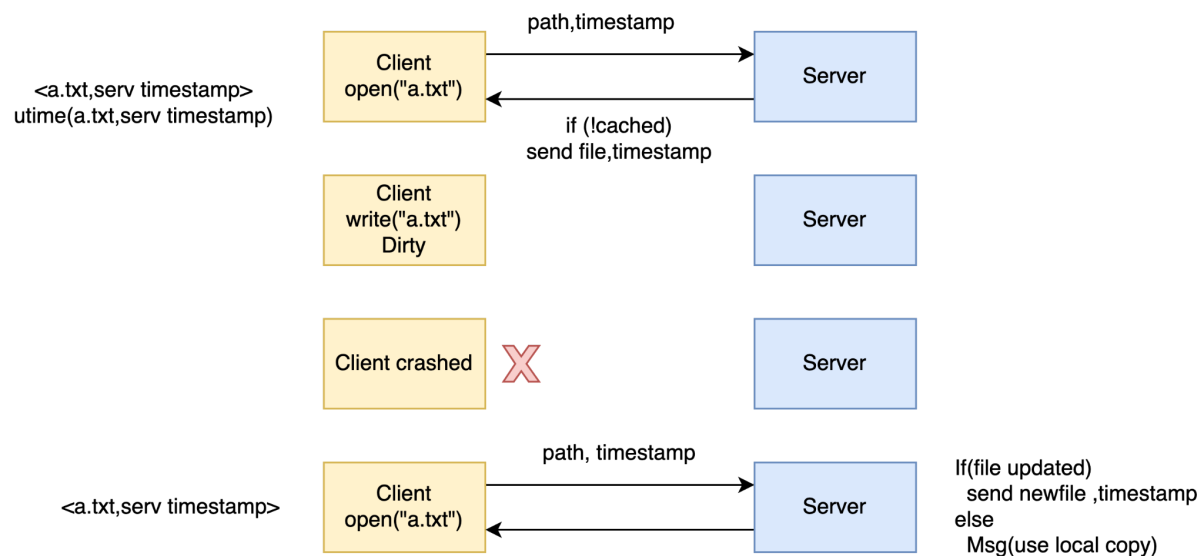 path,timestamp
Client
open("a.txt")
Server
<a.txt,serv timestamp>
utime(a.txt,serv timestamp)
if (!cached)
send file,timestamp
Client
write("a.txt")
Dirty
Server
Client crashed
X
Server
path, timestamp
<a.txt,serv timestamp>
Client
open("a.txt")
Server
If(file updated)
send newfile ,timestamp
else
Msg(use local copy)